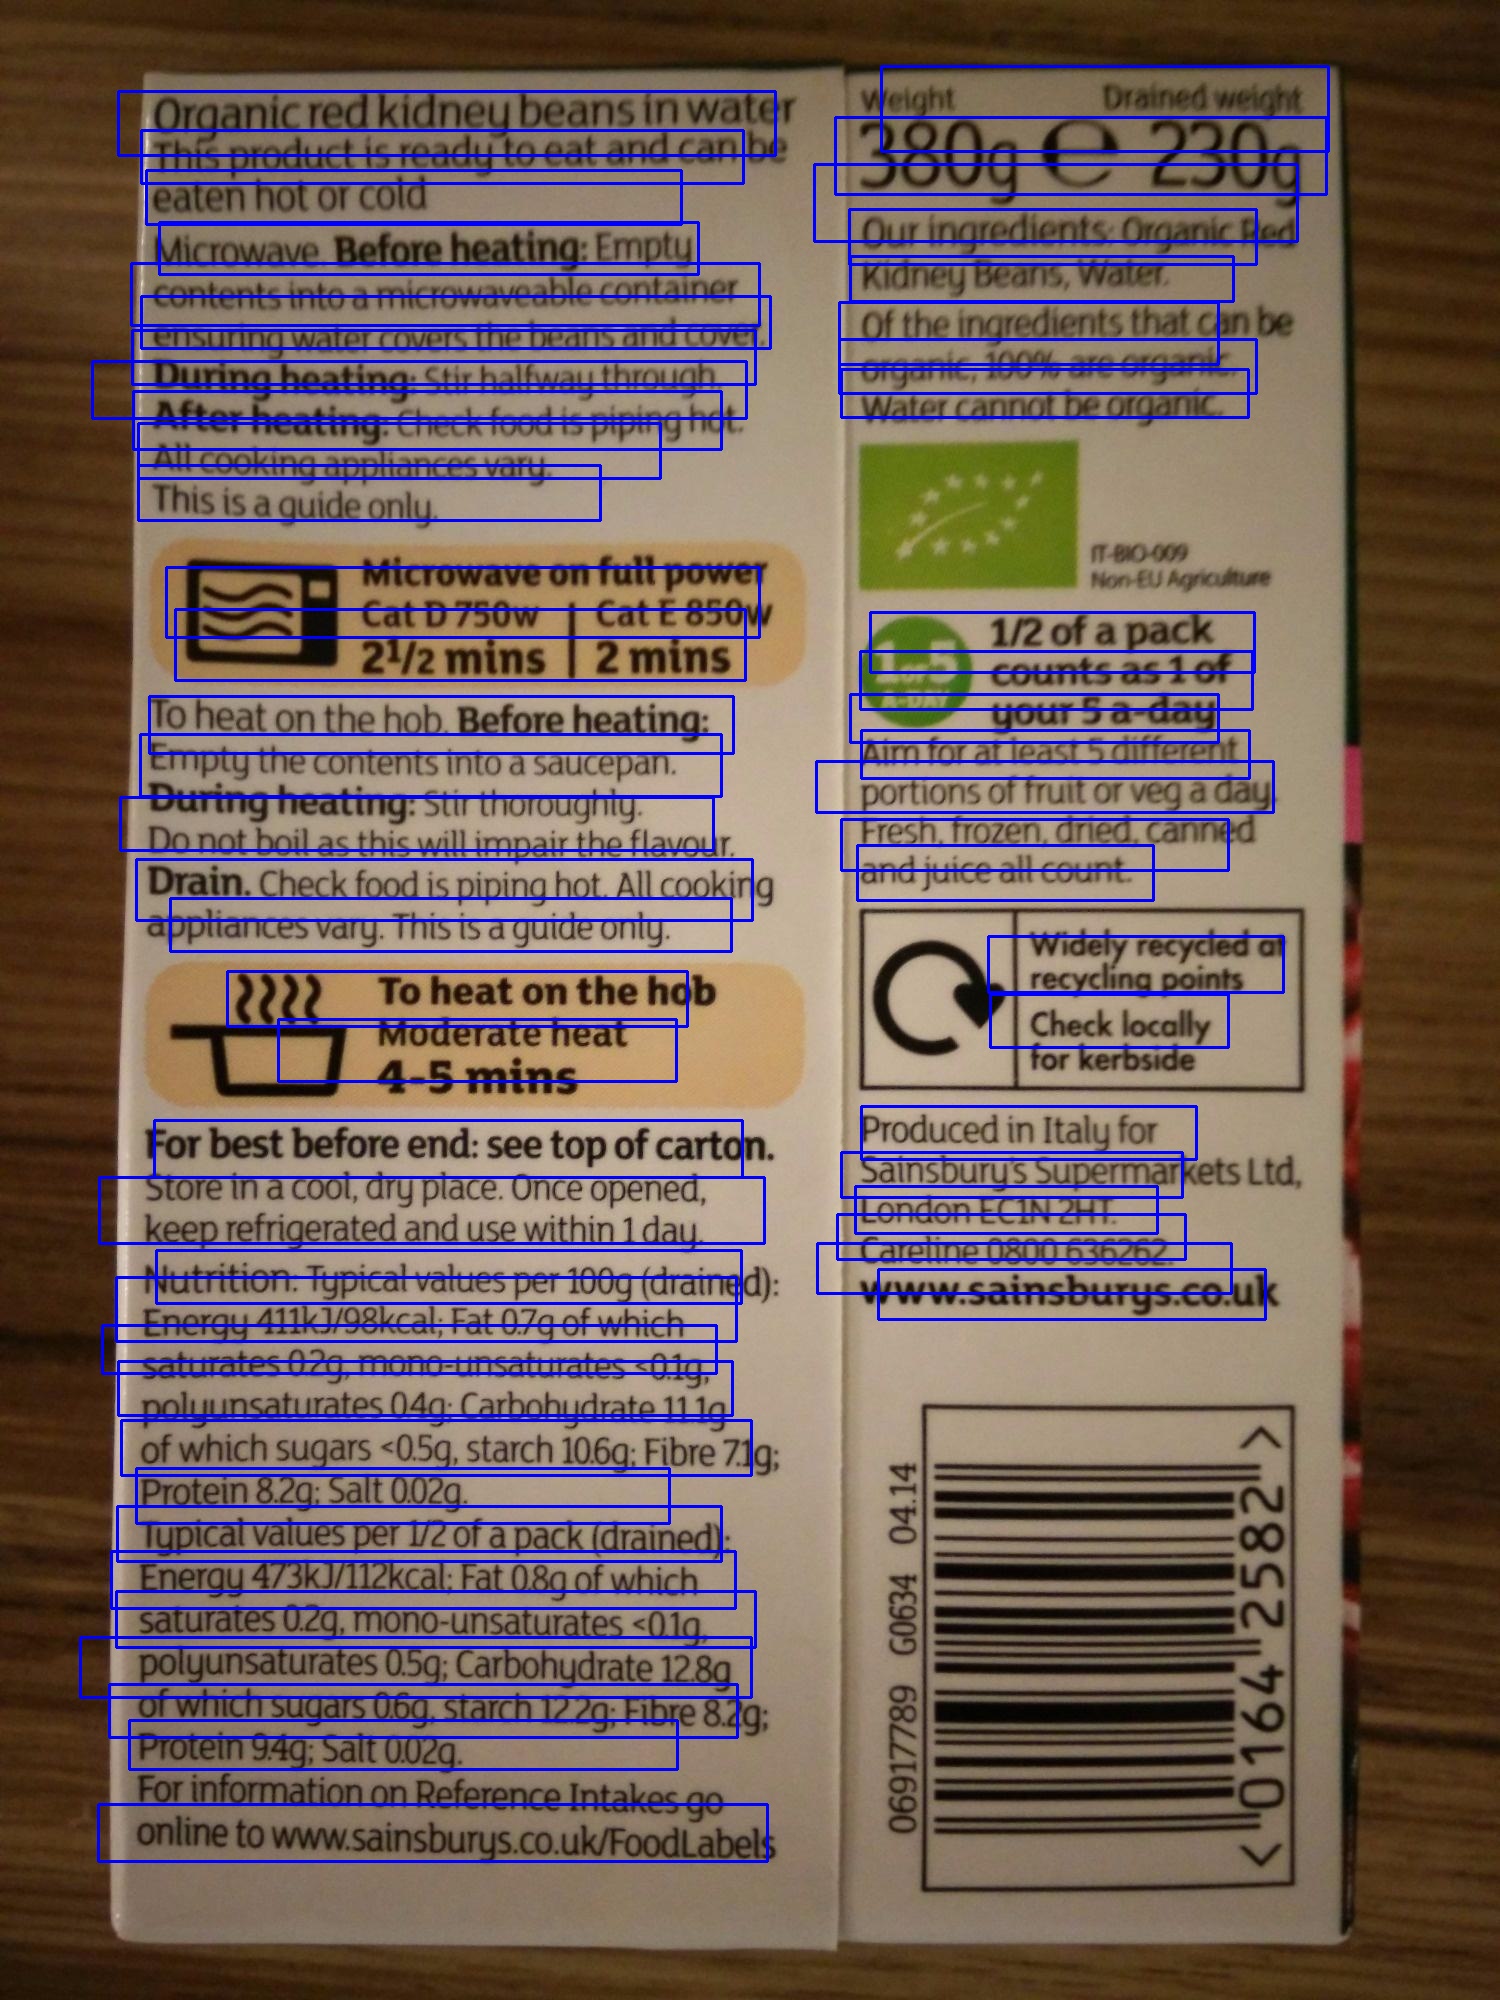 Organic red kidney beans in water
This product is ready to eat and can be
eaten hot or cold
Microwave. Before heating: Empty
contents into a microwaveable container
ensuring water covers the beans and cover.
During heating: Stir halfway through.
After heating: Check food is piping hot.
All cooking appliances vary.
This is a guide only.
Microwave on full power
Cat D 750w | Cat E 850w
2½ mins | 2 mins
To heat on the hob. Before heating:
Empty the contents into a saucepan.
During heating: Stir thoroughly.
Do not boil as this will impair the flavour.
Drain. Check food is piping hot. All cooking
appliances vary. This is a guide only.
To heat on the hob
Moderate heat
4-5 mins
For best before end: see top of carton.
Store in a cool, dry place. Once opened,
keep refrigerated and use within 1 day.
Nutrition: Typical values per 100g (drained):
Energy 411kJ/98kcal; Fat 0.7g of which
saturates 0.2g, mono-unsaturates <0.1g,
polyunsaturates 0.4g; Carbohydrate 11.1g
of which sugars <0.5g, starch 10.6g; Fibre 7.1g;
Protein 8.2g; Salt 0.02g.
Typical values per 1/2 of a pack (drained):
Energy 473kJ/112kcal; Fat 0.8g of which
saturates 0.2g, mono-unsaturates <0.1g,
polyunsaturates 0.5g; Carbohydrate 12.8g
of which sugars 0.6g, starch 12.2g; Fibre 8.2g;
Protein 9.4g; Salt 0.02g.
For information on Reference Intakes go
online to www.sainsburys.co.uk/FoodLabels
Weight Drained weight
380g ℮ 230g
Our ingredients: Organic Red
Kidney Beans, Water.
Of the ingredients that can be
organic, 100% are organic.
Water cannot be organic.
IT-BIO-009
Non-EU Agriculture
1/2 of a pack
counts as 1 of
your 5 a-day
Aim for at least 5 different
portions of fruit or veg a day.
Fresh, frozen, dried, canned
and juice all count.
Widely recycled at
recycling points
Check locally
for kerbside
Produced in Italy for
Sainsbury's Supermarkets Ltd,
London EC1N 2HT.
Careline 0800 636262.
www.sainsburys.co.uk
06917789 G0634 04.14
< 0164 2582 >